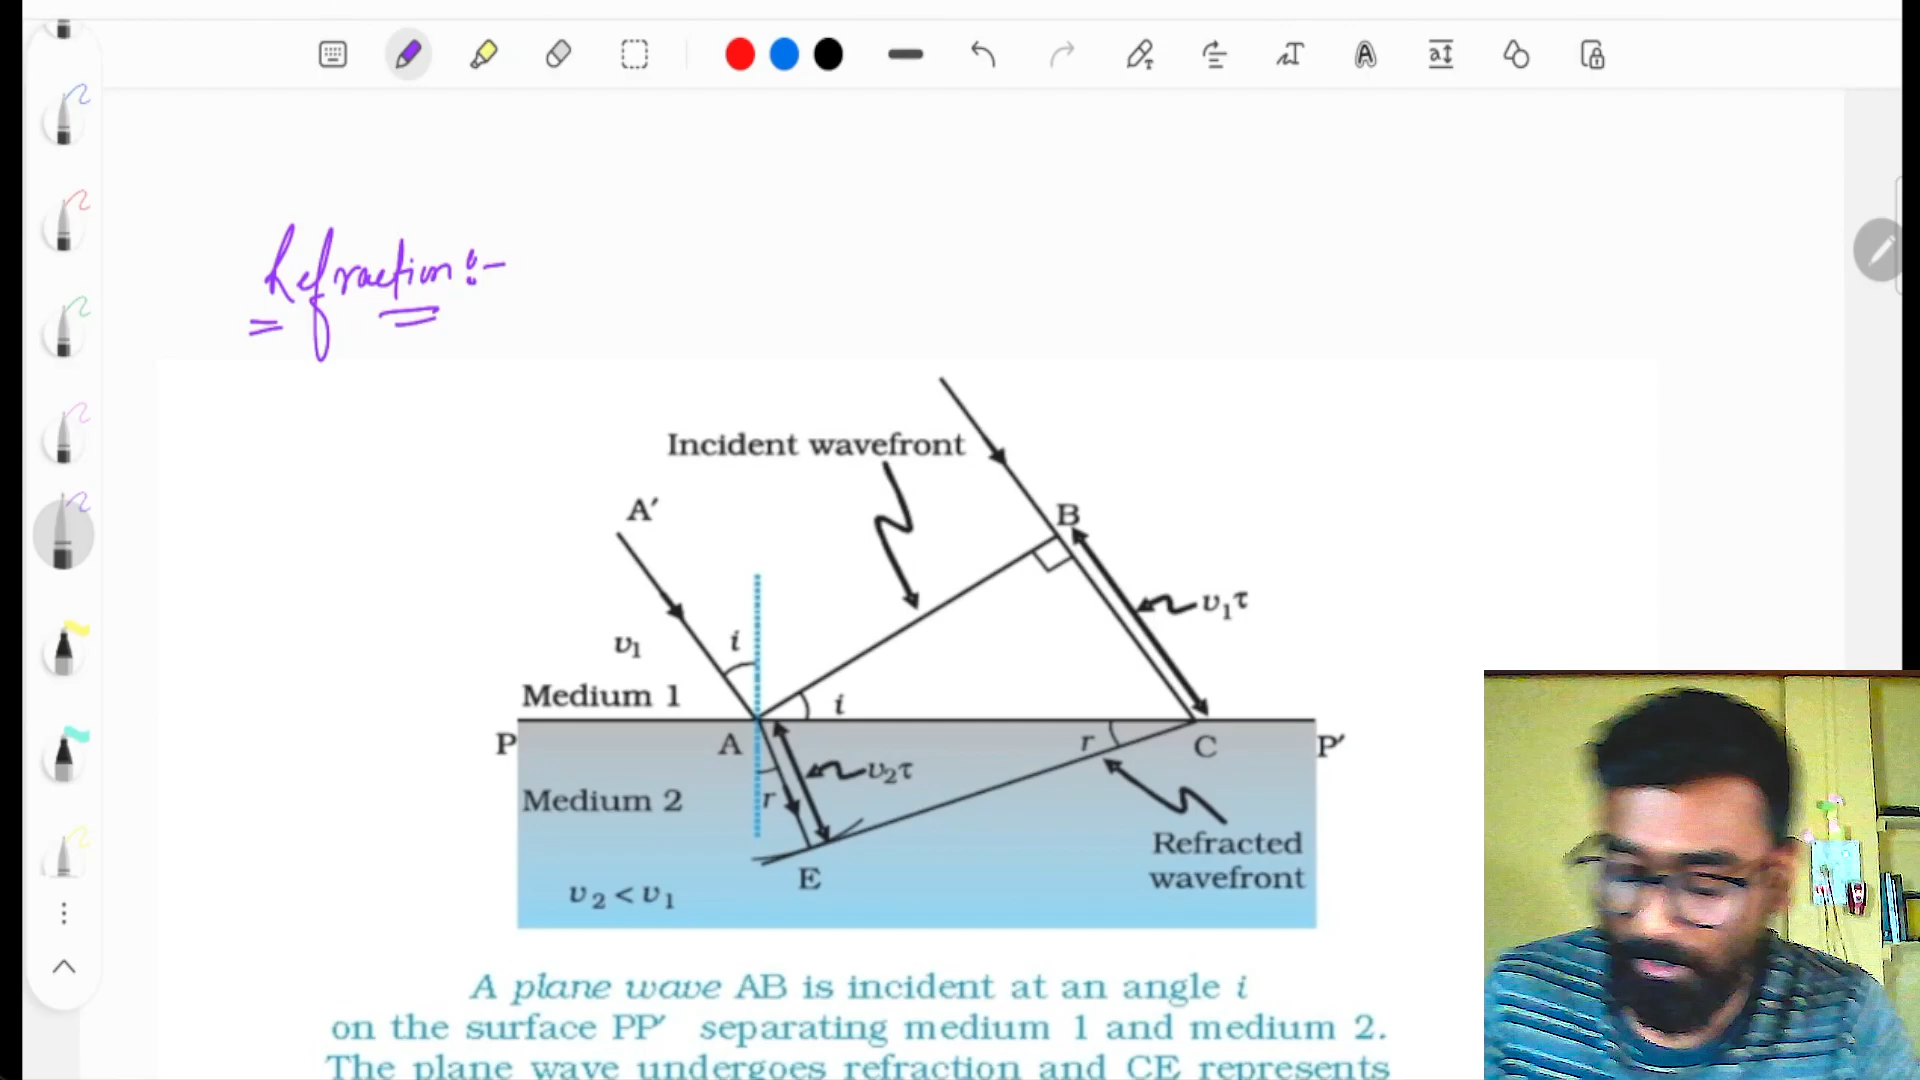 Refraction :-
Incident wavefront
A′
B
v₁τ
v₁
i
i
Medium 1
P
A
r
C
P′
v₂τ
Medium 2
r
Refracted
wavefront
E
v₂ < v₁
A plane wave AB is incident at an angle i
on the surface PP′ separating medium 1 and medium 2.
The plane wave undergoes refraction and CE represents